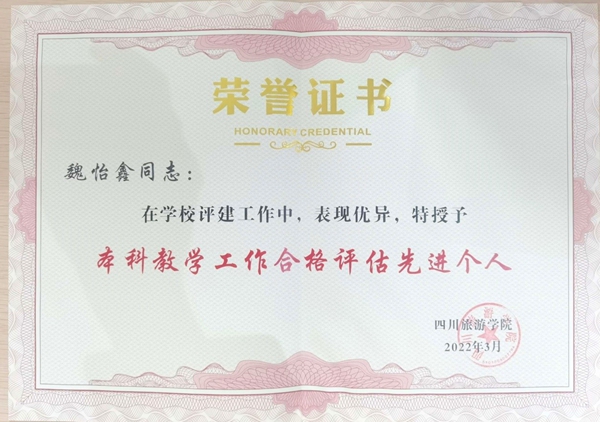 荣誉证书
HONORARY CREDENTIAL
魏怡鑫同志：
在学校评建工作中，表现优异，特授予
本科教学工作合格评估先进个人
四川旅游学院
2022年3月